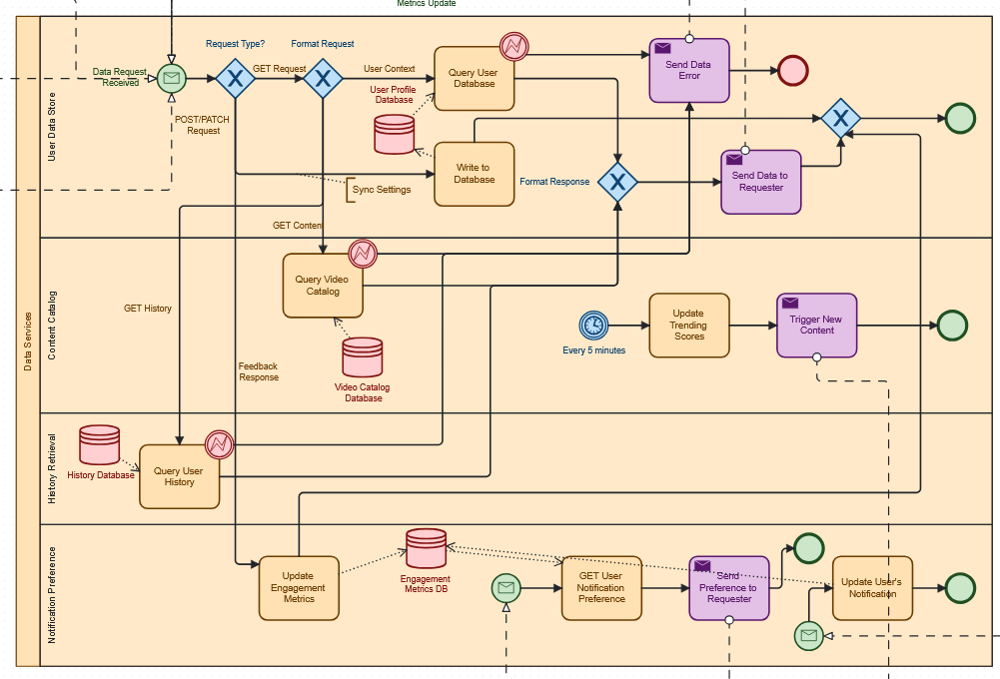 Metrics Update
Data Services
User Data Store
Data Request
Received
Request Type?
GET Request
Format Request
User Context
POST/PATCH
Request
User Profile
Database
Query User
Database
Write to
Database
Sync Settings
Send Data
Error
Format Response
Send Data to
Requester
GET Content
Content Catalog
GET History
Query Video
Catalog
Video Catalog
Database
Feedback
Response
Every 5 minutes
Update
Trending
Scores
Trigger New
Content
History Retrieval
History Database
Query User
History
Notification Preference
Update
Engagement
Metrics
Engagement
Metrics DB
GET User
Notification
Preference
Send
Preference to
Requester
Update User's
Notification